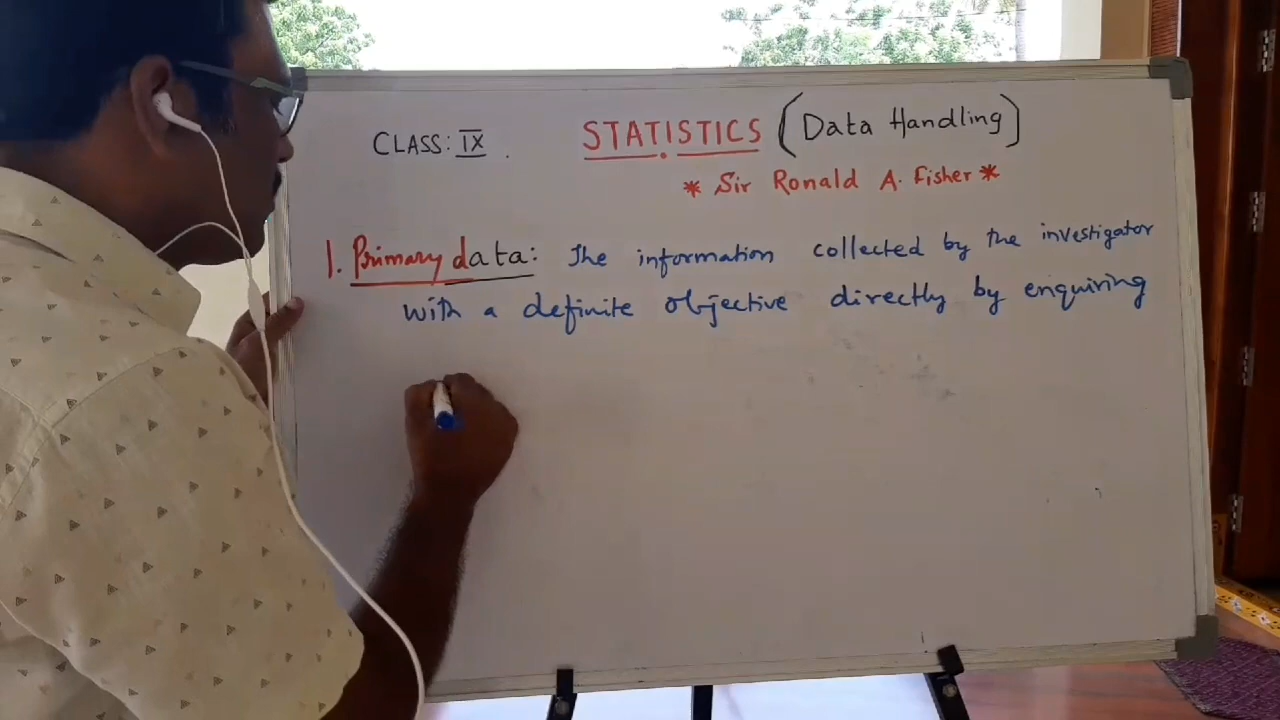 CLASS: IX . STATISTICS (Data Handling)
* Sir Ronald A. Fisher *
1. Primary data: The information collected by the investigator
with a definite objective directly by enquiring